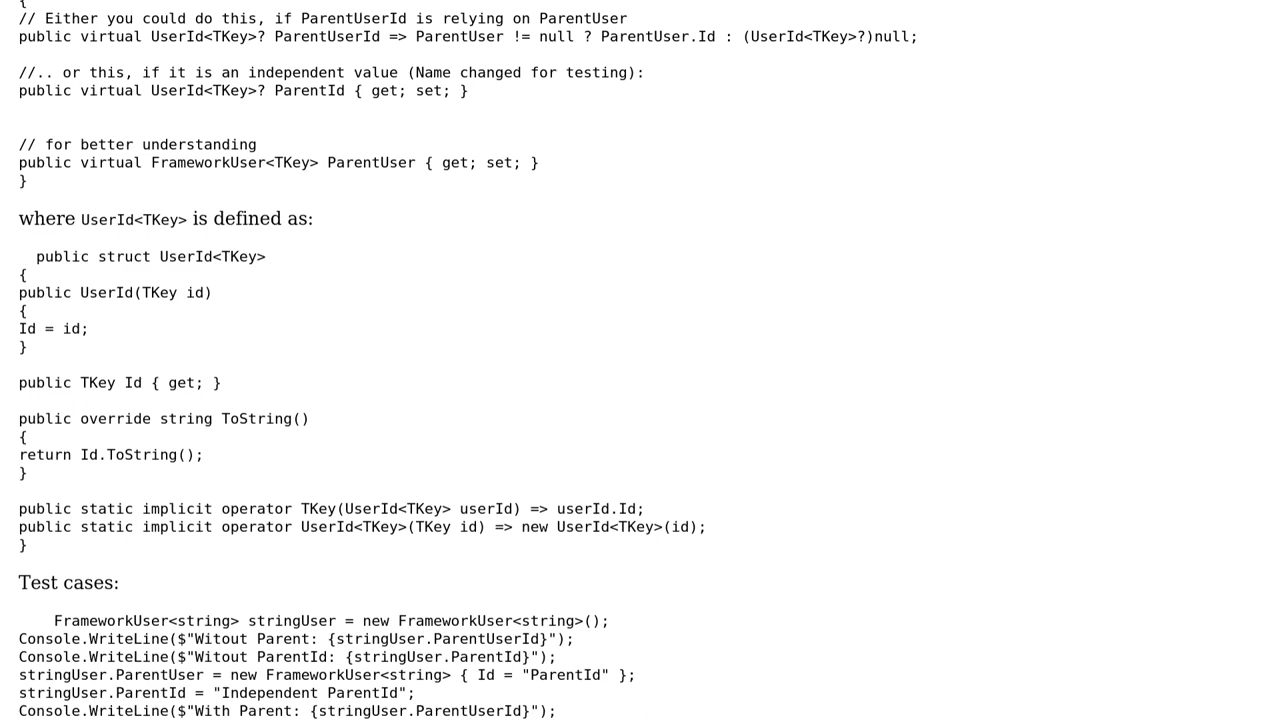 {
// Either you could do this, if ParentUserId is relying on ParentUser
public virtual UserId<TKey>? ParentUserId => ParentUser != null ? ParentUser.Id : (UserId<TKey>?)null;
//.. or this, if it is an independent value (Name changed for testing):
public virtual UserId<TKey>? ParentId { get; set; }
// for better understanding
public virtual FrameworkUser<TKey> ParentUser { get; set; }
}
where UserId<TKey> is defined as:
public struct UserId<TKey>
{
public UserId(TKey id)
{
Id = id;
}
public TKey Id { get; }
public override string ToString()
{
return Id.ToString();
}
public static implicit operator TKey(UserId<TKey> userId) => userId.Id;
public static implicit operator UserId<TKey>(TKey id) => new UserId<TKey>(id);
}
Test cases:
FrameworkUser<string> stringUser = new FrameworkUser<string>();
Console.WriteLine($"Witout Parent: {stringUser.ParentUserId}");
Console.WriteLine($"Witout ParentId: {stringUser.ParentId}");
stringUser.ParentUser = new FrameworkUser<string> { Id = "ParentId" };
stringUser.ParentId = "Independent ParentId";
Console.WriteLine($"With Parent: {stringUser.ParentUserId}");